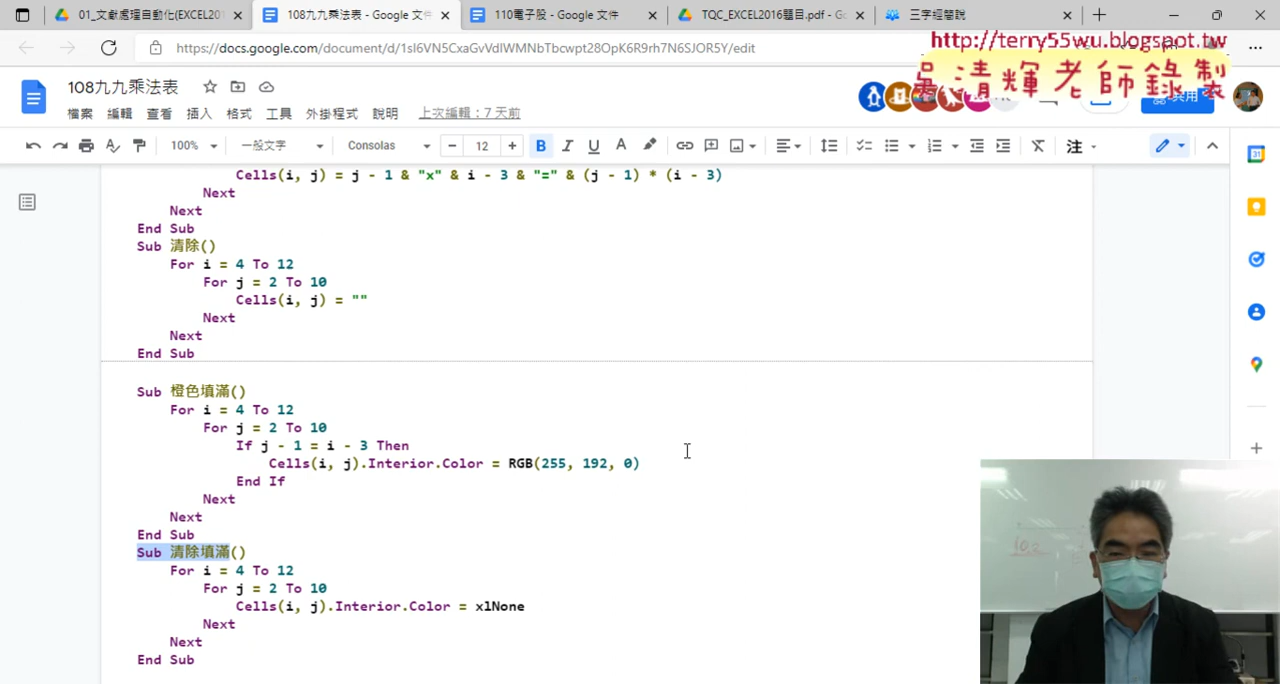 01_文獻處理自動化(EXCEL201
108九九乘法表 - Google 文件
110電子股 - Google 文件
TQC_EXCEL2016題目.pdf - Go
三字經簡說
https://docs.google.com/document/d/1sI6VN5CxaGvVdIWMNbTbcwpt28OpK6R9rh7N6SJOR5Y/edit
http://terry55wu.blogspot.tw
吳清輝老師錄製
108九九乘法表
檔案 編輯 查看 插入 格式 工具 外掛程式 說明 上次編輯：7 天前
共用
100% 一般文字 Consolas 12 B I U A 注
Cells(i, j) = j - 1 & "x" & i - 3 & "=" & (j - 1) * (i - 3)
Next
Next
End Sub
Sub 清除()
For i = 4 To 12
For j = 2 To 10
Cells(i, j) = ""
Next
Next
End Sub
Sub 橙色填滿()
For i = 4 To 12
For j = 2 To 10
If j - 1 = i - 3 Then
Cells(i, j).Interior.Color = RGB(255, 192, 0)
End If
Next
Next
End Sub
Sub 清除填滿()
For i = 4 To 12
For j = 2 To 10
Cells(i, j).Interior.Color = xlNone
Next
Next
End Sub